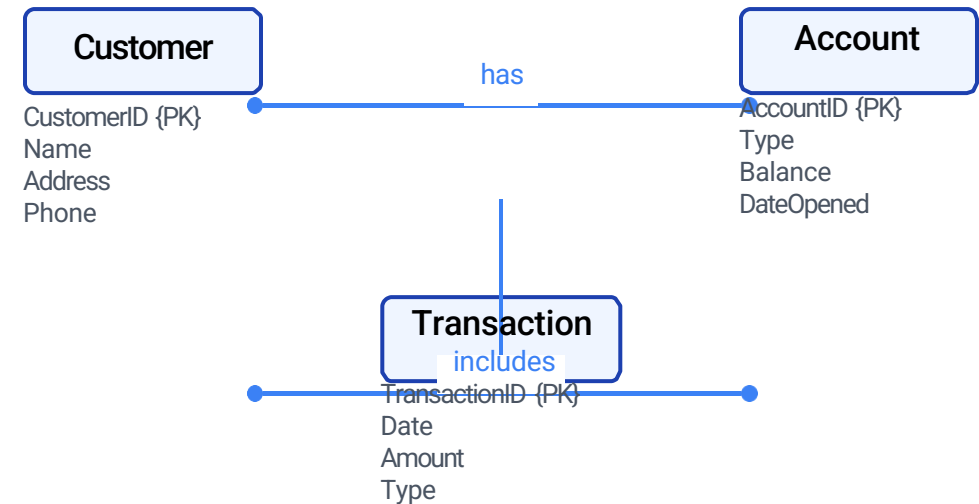 Customer
CustomerID {PK}
Name
Address
Phone
has
Account
AccountID {PK}
Type
Balance
DateOpened
Transaction
includes
TransactionID {PK}
Date
Amount
Type